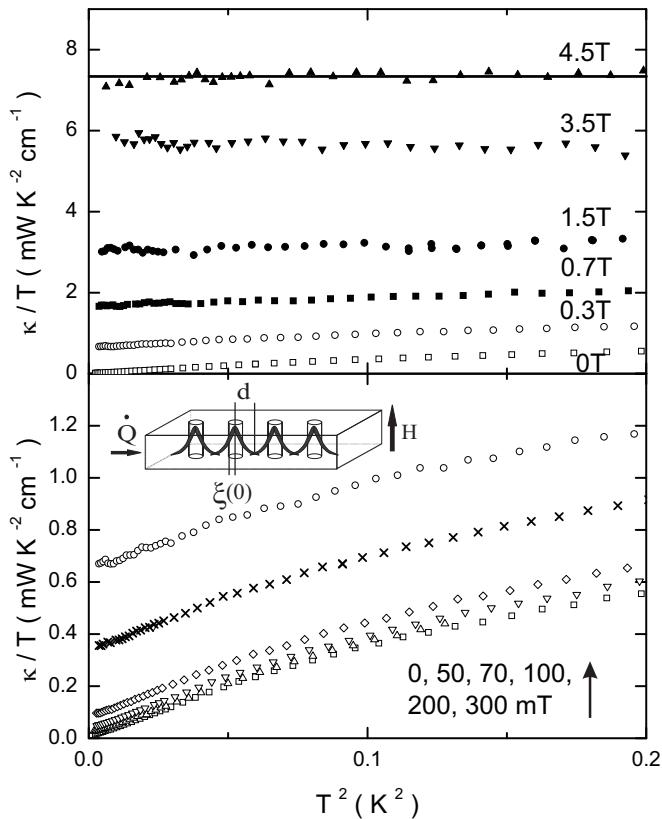 8
6
4
2
0
κ / T ( mW K⁻² cm⁻¹ )
4.5T
3.5T
1.5T
0.7T
0.3T
0T
1.2
1.0
0.8
0.6
0.4
0.2
0.0
κ / T ( mW K⁻² cm⁻¹ )
d
Q̇
H
ξ(0)
0, 50, 70, 100,
200, 300 mT
0.0
0.1
0.2
T² ( K² )